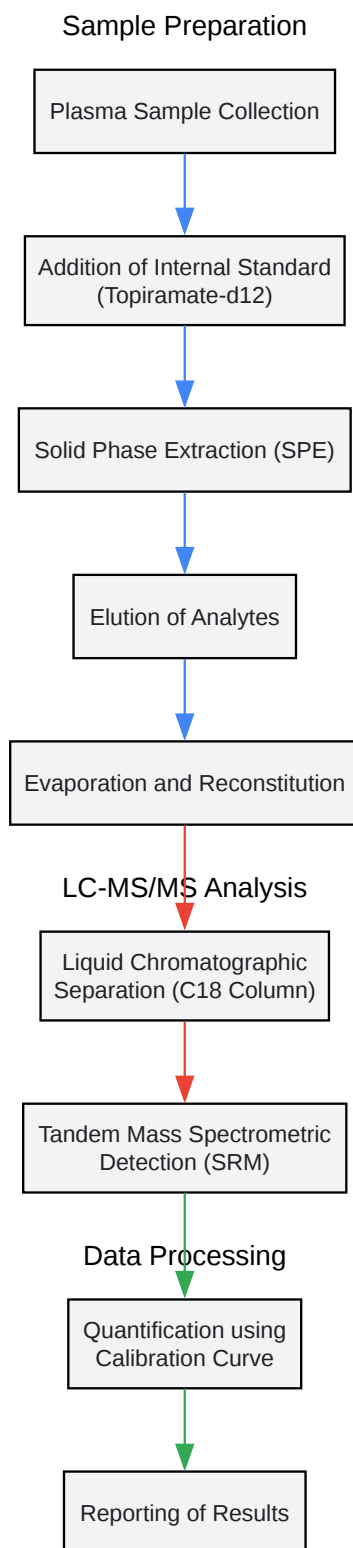 Sample Preparation
Plasma Sample Collection
Addition of Internal Standard
(Topiramate-d12)
Solid Phase Extraction (SPE)
Elution of Analytes
Evaporation and Reconstitution
LC-MS/MS Analysis
Liquid Chromatographic
Separation (C18 Column)
Tandem Mass Spectrometric
Detection (SRM)
Data Processing
Quantification using
Calibration Curve
Reporting of Results